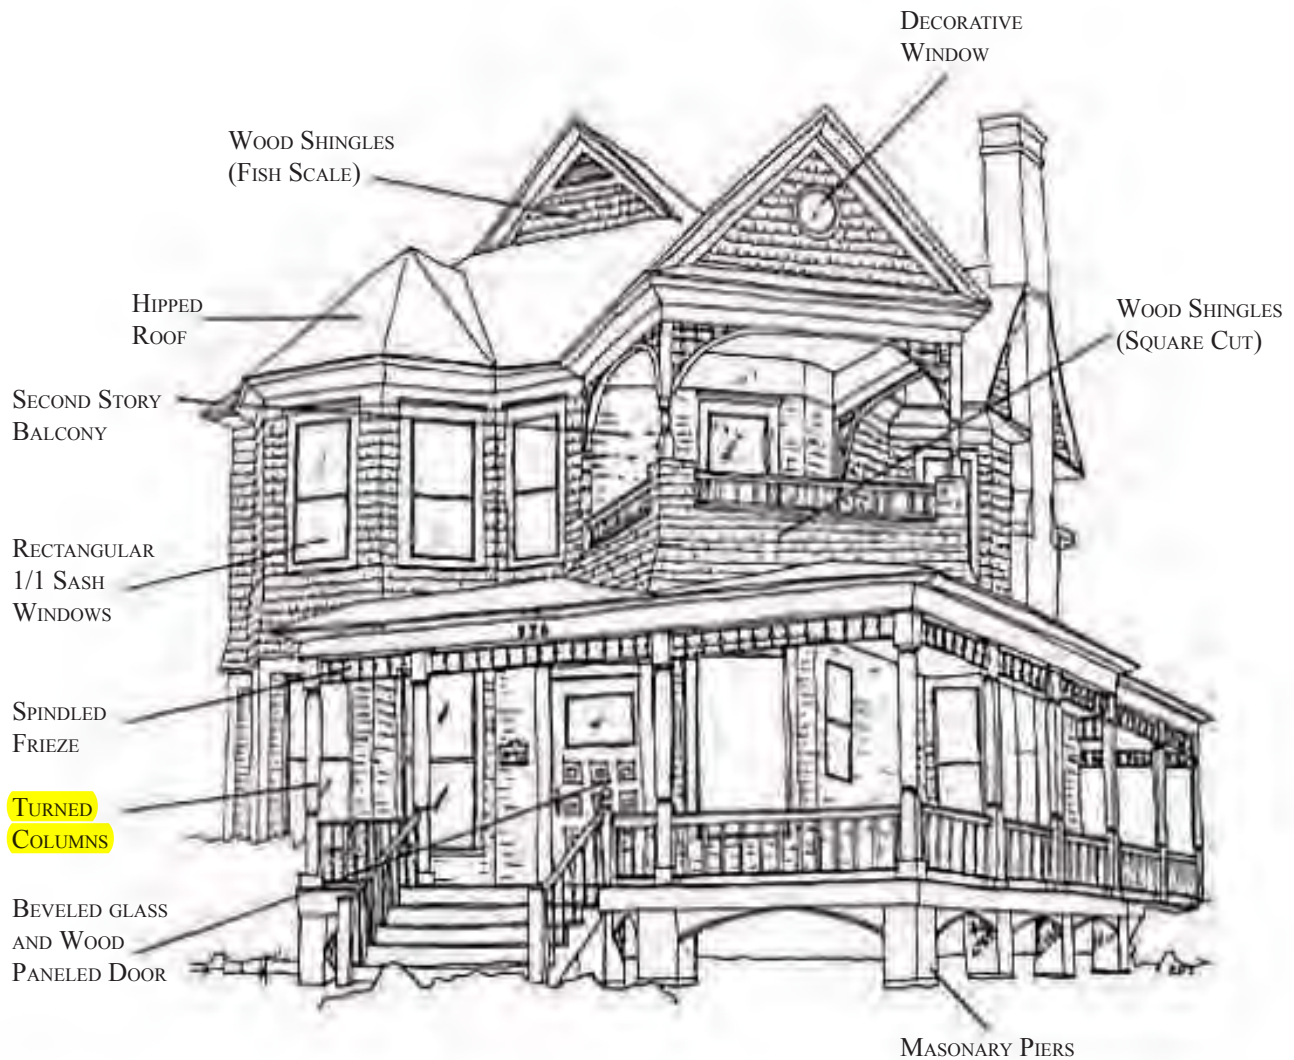 Decorative
Window
Wood Shingles
(Fish Scale)
Hipped
Roof
Wood Shingles
(Square Cut)
Second Story
Balcony
Rectangular
1/1 Sash
Windows
Spindled
Frieze
Turned
Columns
Beveled glass
and Wood
Paneled Door
Masonary Piers